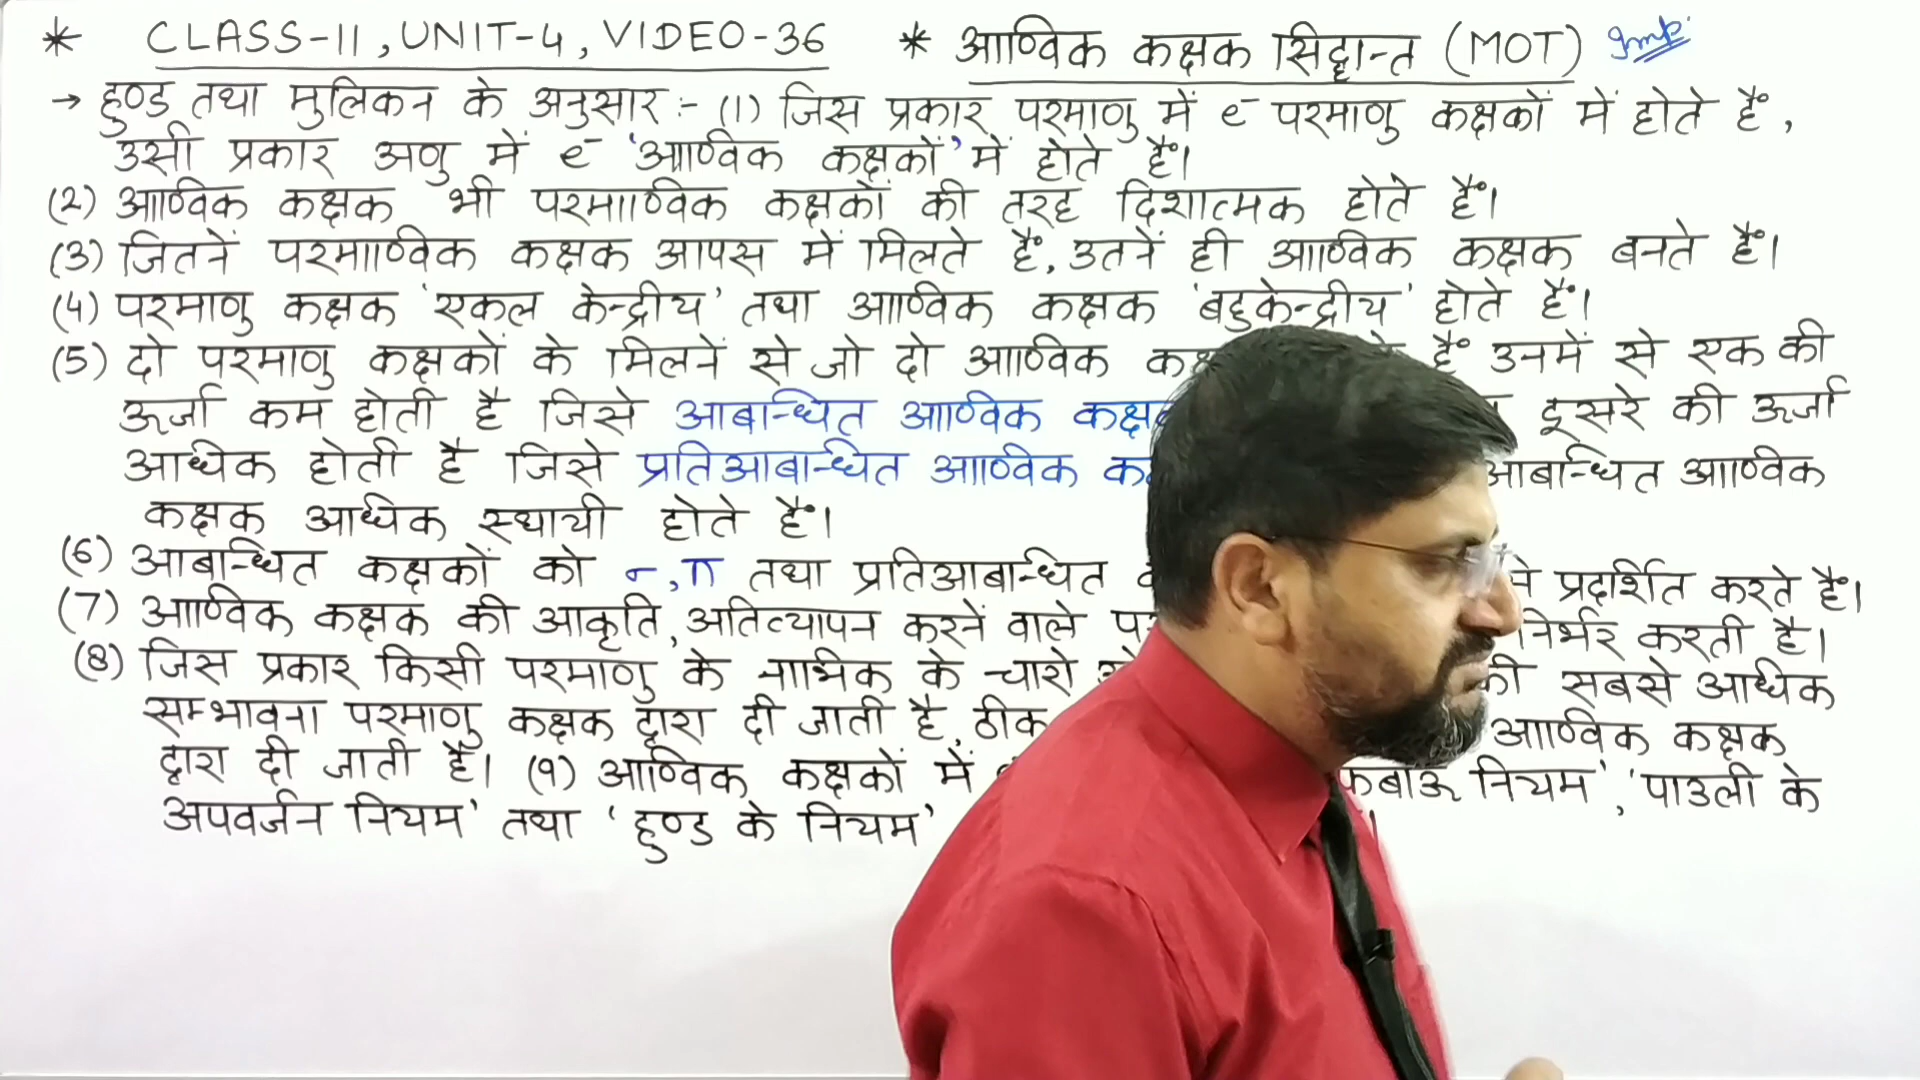 * CLASS-11, UNIT-4, VIDEO-36 * आण्विक कक्षक सिद्धान्त (MOT) Imp.
→ हुण्ड तथा मुलिकन के अनुसार :- (1) जिस प्रकार परमाणु में e⁻ परमाणु कक्षकों में होते हैं,
उसी प्रकार अणु में e⁻ 'आण्विक कक्षकों' में होते हैं।
(2) आण्विक कक्षक भी परमाण्विक कक्षकों की तरह दिशात्मक होते हैं।
(3) जितनें परमाण्विक कक्षक आपस में मिलते हैं, उतनें ही आण्विक कक्षक बनते हैं।
(4) परमाणु कक्षक 'एकल केन्द्रीय' तथा आण्विक कक्षक 'बहुकेन्द्रीय' होते हैं।
(5) दो परमाणु कक्षकों के मिलनें से जो दो आण्विक हैं उनमें से एक की
ऊर्जा कम होती है जिसे आबन्धित आण्विक दूसरे की ऊर्जा
अधिक होती है जिसे प्रतिआबन्धित आण्विक आबन्धित आण्विक
कक्षक अधिक स्थायी होते हैं।
(6) आबन्धित कक्षकों को σ, π तथा प्रतिआबन्धित से प्रदर्शित करते हैं।
(7) आण्विक कक्षक की आकृति, अतिव्यापन करनें वाले निर्भर करती है।
(8) जिस प्रकार किसी परमाणु के नाभिक के चारो की सबसे अधिक
सम्भावना परमाणु कक्षक द्वारा दी जाती है, ठीक आण्विक कक्षक
द्वारा दी जाती है। (9) आण्विक कक्षकों में नियम', 'पाउली के
अपवर्जन नियम' तथा 'हुण्ड के नियम'